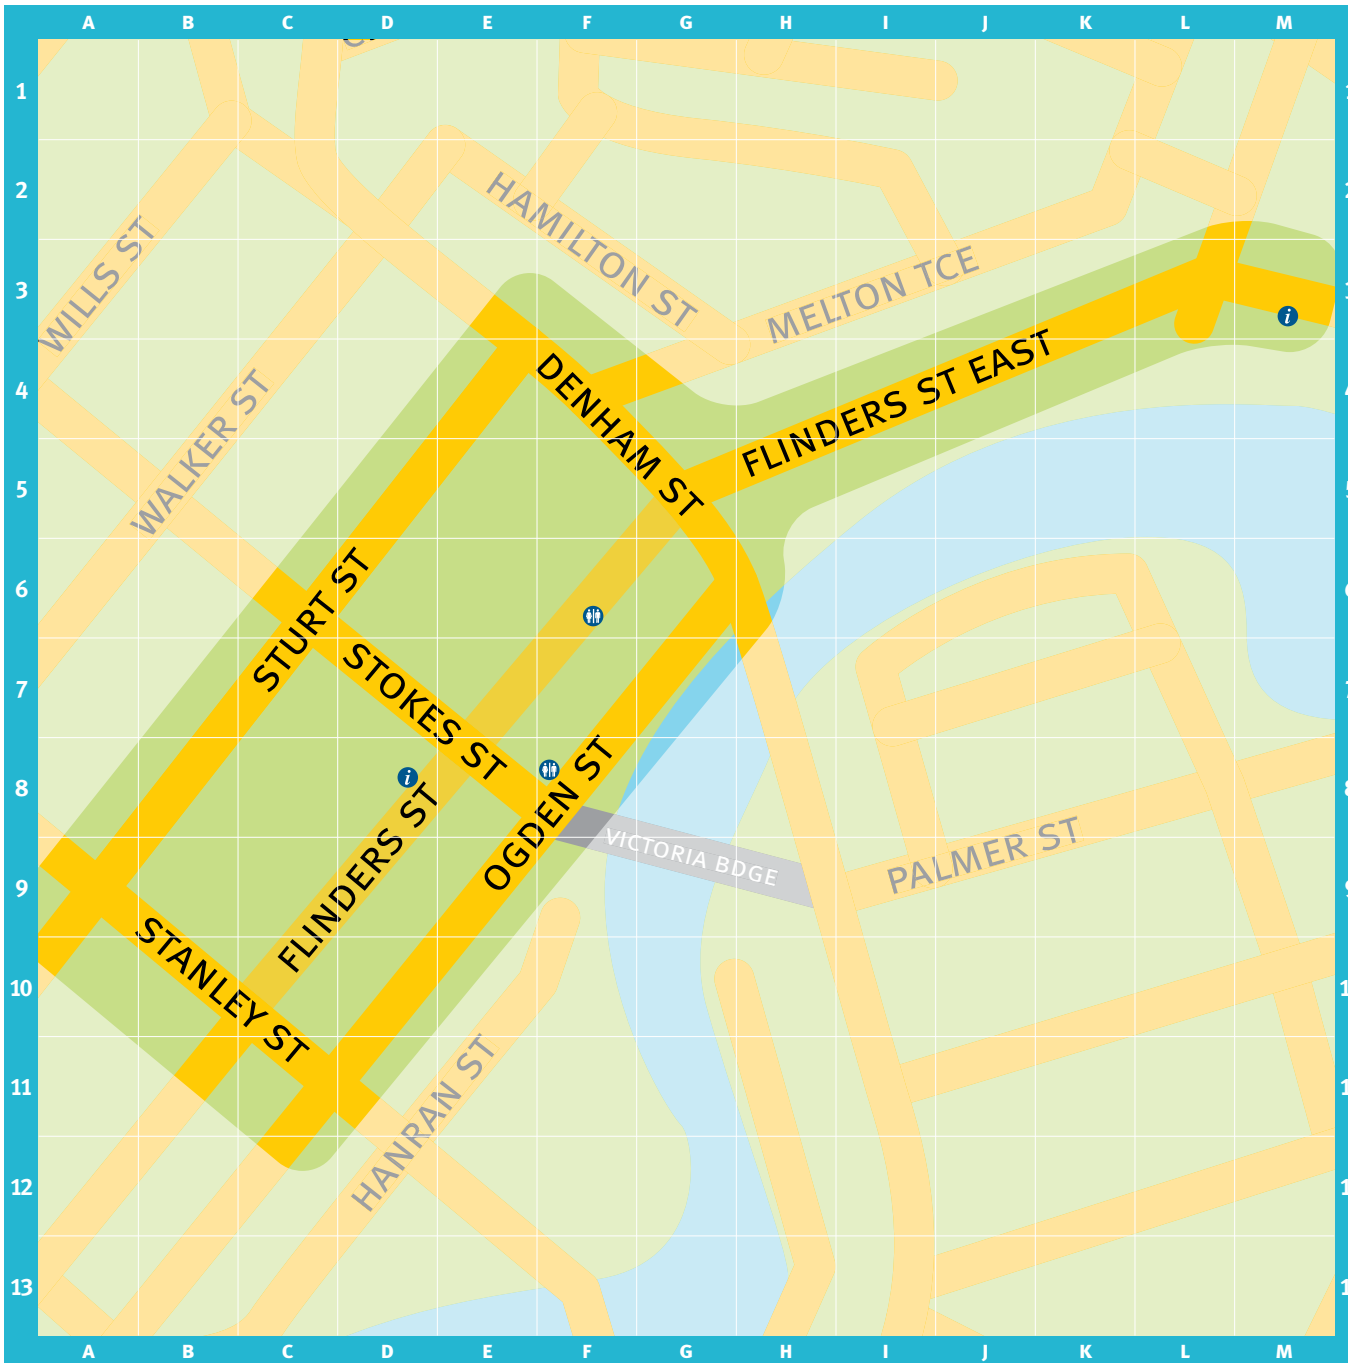 A B C D E F G H I J K L M
1
2
3
4
5
6
7
8
9
10
11
12
13
HAMILTON ST
WILLS ST
MELTON TCE
FLINDERS ST EAST
DENHAM ST
WALKER ST
STURT ST
STOKES ST
OGDEN ST
FLINDERS ST
VICTORIA BDGE
PALMER ST
STANLEY ST
HANRAN ST
A B C D E F G H I J K L M